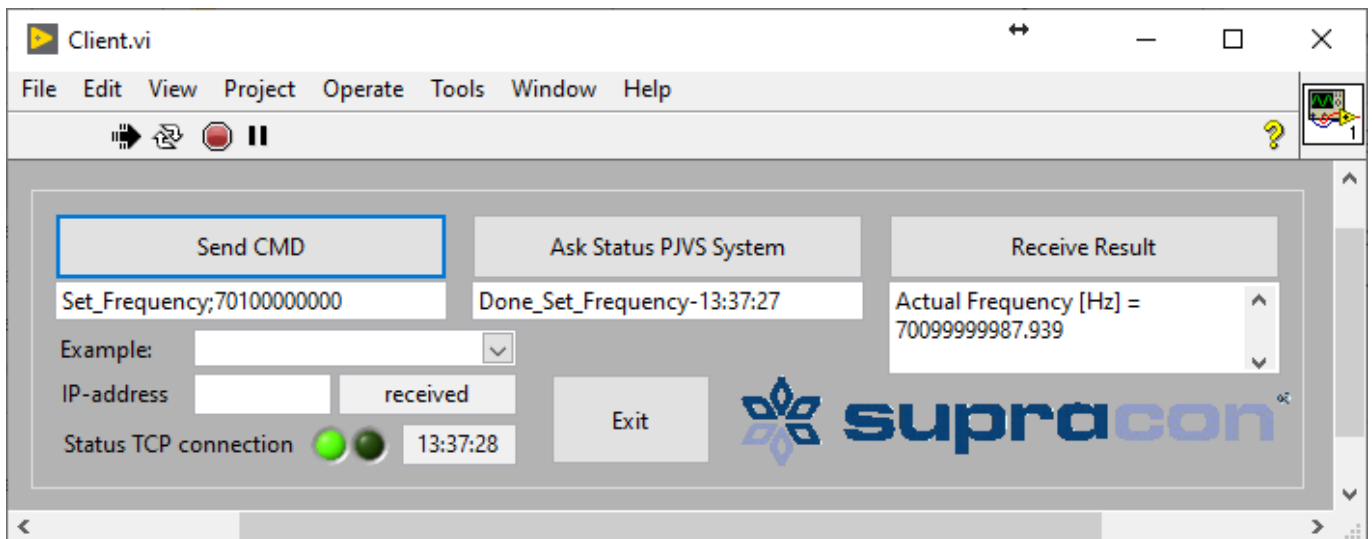 Client.vi
File Edit View Project Operate Tools Window Help
1
Send CMD
Ask Status PJVS System
Receive Result
Set_Frequency;70100000000
Done_Set_Frequency-13:37:27
Actual Frequency [Hz] =
70099999987.939
Example:
IP-address
received
Exit
supracon
Status TCP connection
13:37:28